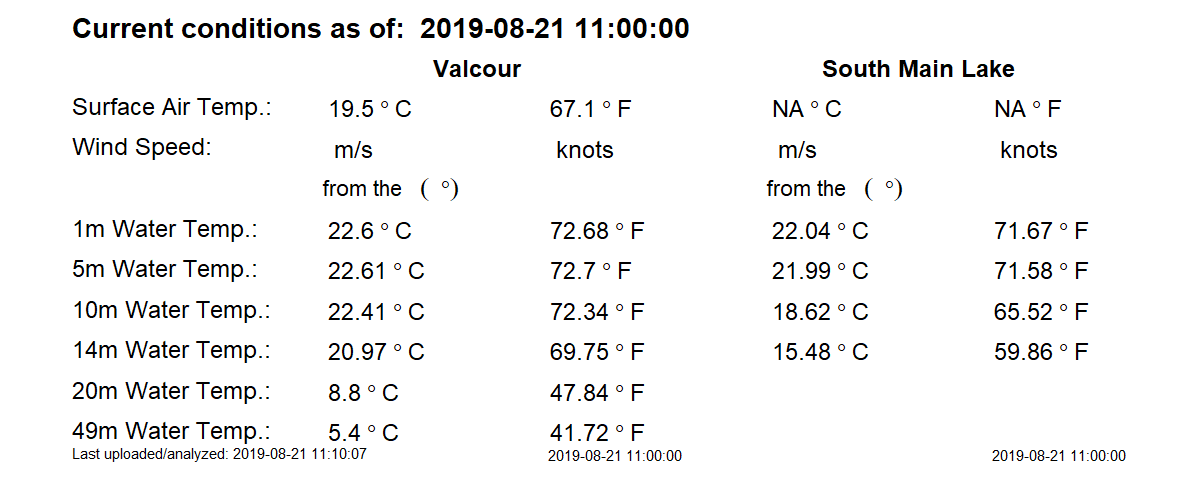 Current conditions as of: 2019-08-21 11:00:00
Valcour South Main Lake
Surface Air Temp.: 19.5 ° C 67.1 ° F NA ° C NA ° F
Wind Speed: m/s knots m/s knots
from the ( °) from the ( °)
1m Water Temp.: 22.6 ° C 72.68 ° F 22.04 ° C 71.67 ° F
5m Water Temp.: 22.61 ° C 72.7 ° F 21.99 ° C 71.58 ° F
10m Water Temp.: 22.41 ° C 72.34 ° F 18.62 ° C 65.52 ° F
14m Water Temp.: 20.97 ° C 69.75 ° F 15.48 ° C 59.86 ° F
20m Water Temp.: 8.8 ° C 47.84 ° F
49m Water Temp.: 5.4 ° C 41.72 ° F
Last uploaded/analyzed: 2019-08-21 11:10:07 2019-08-21 11:00:00 2019-08-21 11:00:00